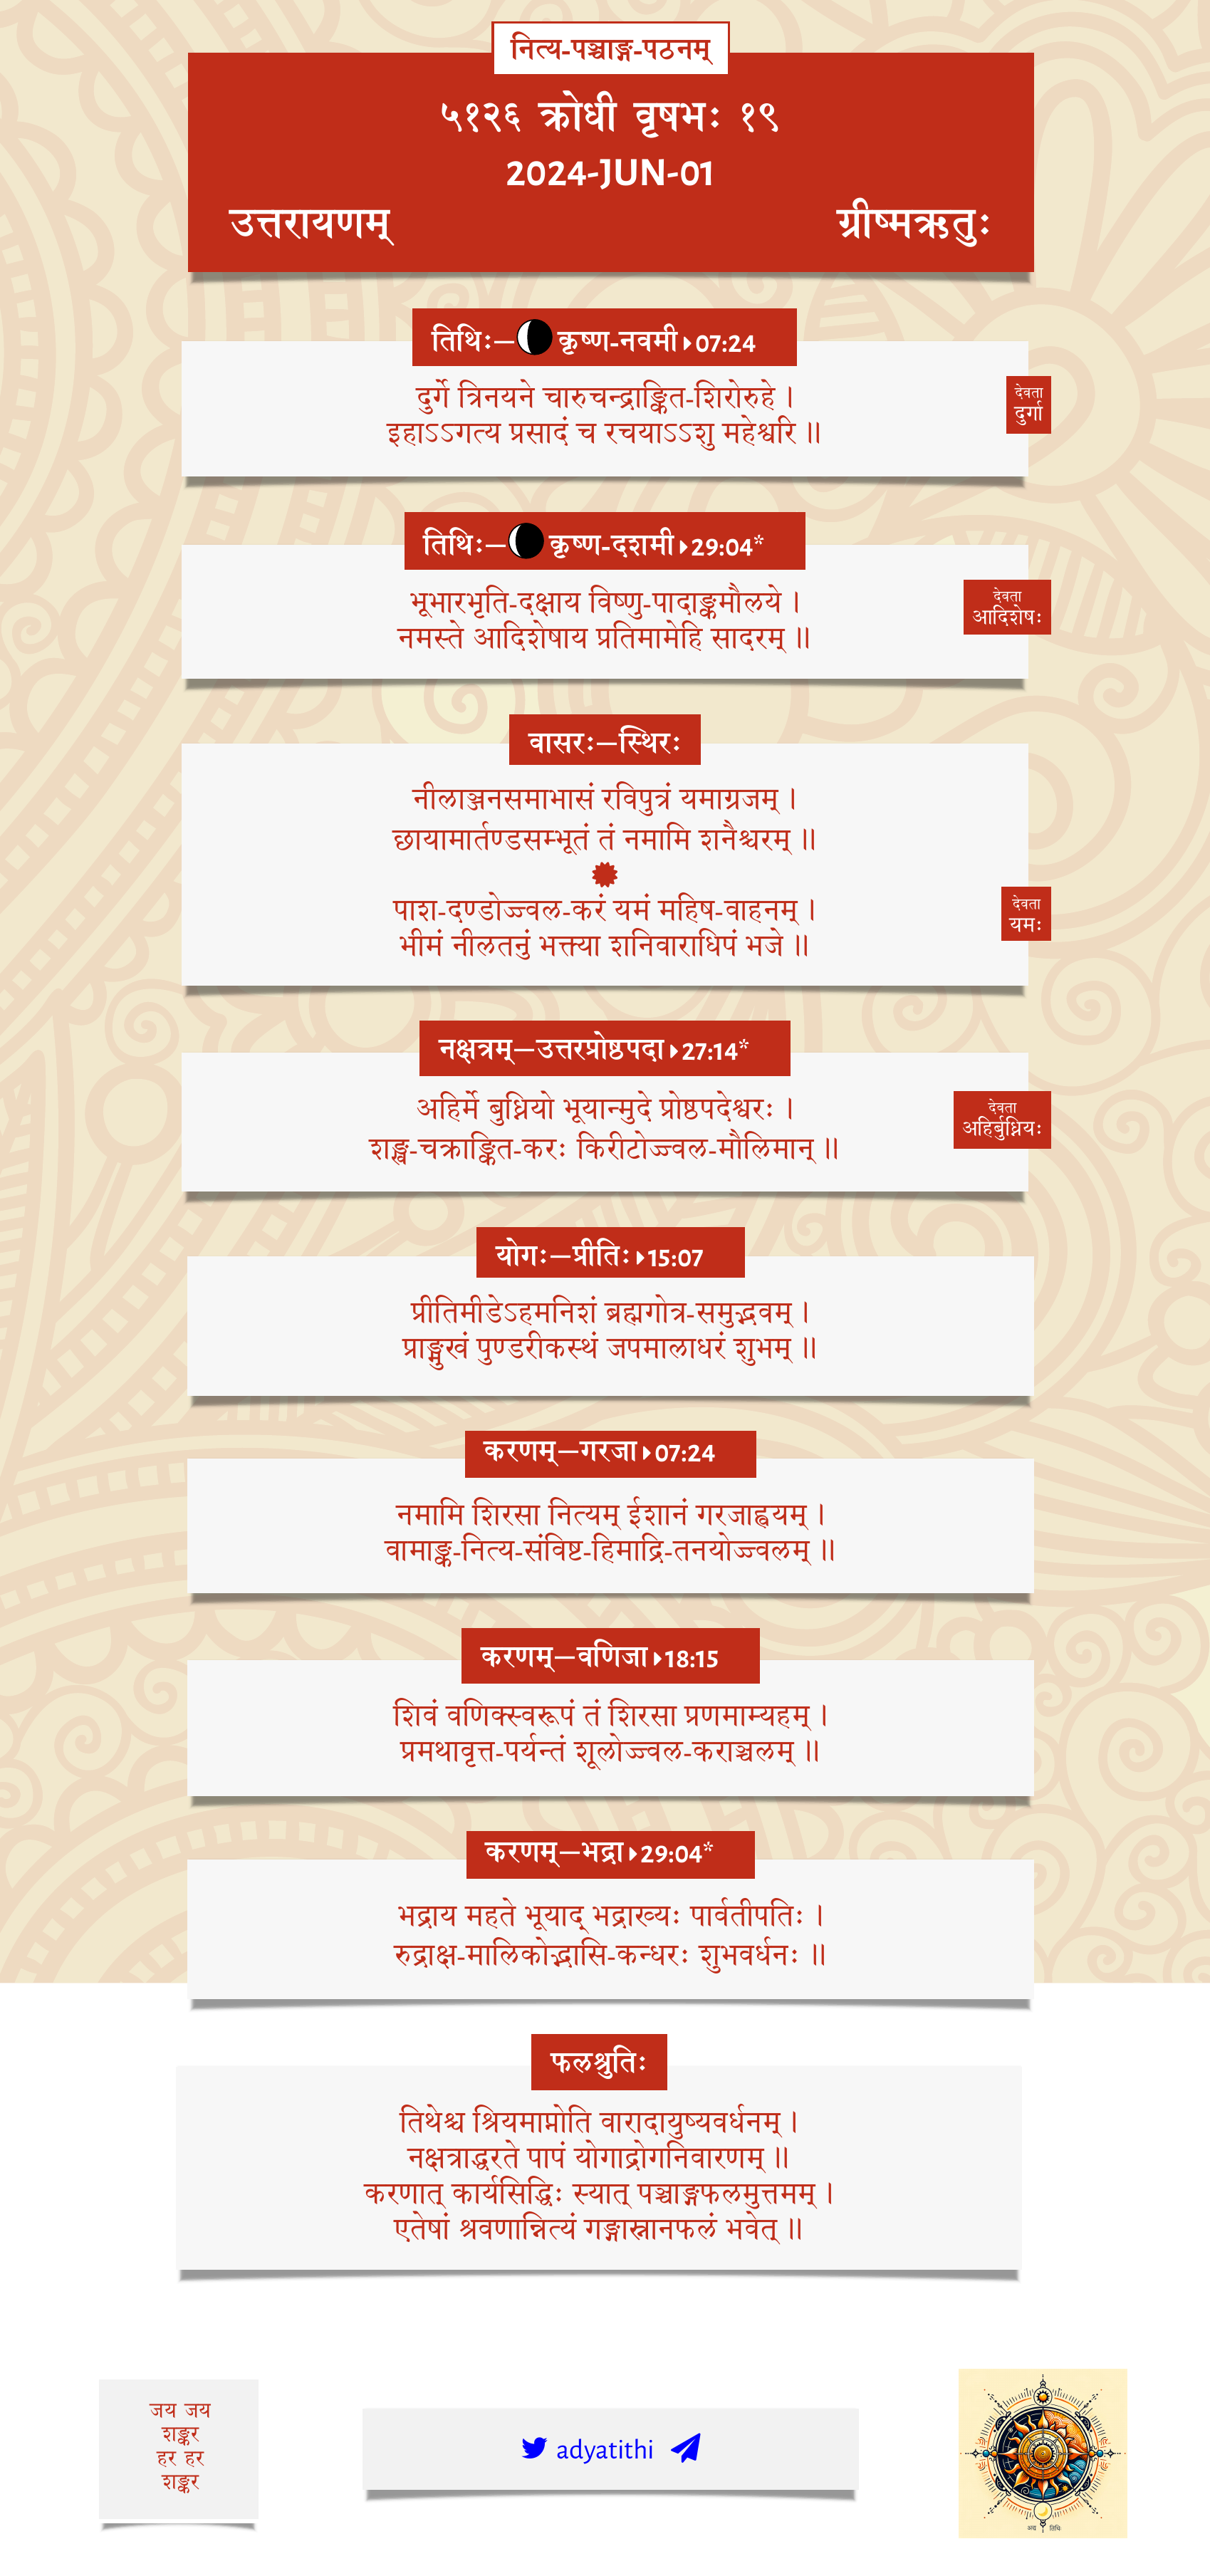 नित्य-पञ्चाङ्ग-पठनम्
५१२६ क्रोधी वृषभः १९
2024-JUN-01
उत्तरायणम् ग्रीष्मऋतुः
तिथिः—कृष्ण-नवमी 07:24
दुर्गे त्रिनयने चारुचन्द्राङ्कित-शिरोरुहे ।
इहाऽऽगत्य प्रसादं च रचयाऽऽशु महेश्वरि ॥
देवता
दुर्गा
तिथिः—कृष्ण-दशमी 29:04*
भूभारभृति-दक्षाय विष्णु-पादाङ्कमौलये ।
नमस्ते आदिशेषाय प्रतिमामेहि सादरम् ॥
देवता
आदिशेषः
वासरः—स्थिरः
नीलाञ्जनसमाभासं रविपुत्रं यमाग्रजम् ।
छायामार्तण्डसम्भूतं तं नमामि शनैश्चरम् ॥
पाश-दण्डोज्ज्वल-करं यमं महिष-वाहनम् ।
भीमं नीलतनुं भक्त्या शनिवाराधिपं भजे ॥
देवता
यमः
नक्षत्रम्—उत्तरप्रोष्ठपदा 27:14*
अहिर्मे बुध्नियो भूयान्मुदे प्रोष्ठपदेश्वरः ।
शङ्ख-चक्राङ्कित-करः किरीटोज्ज्वल-मौलिमान् ॥
देवता
अहिर्बुध्नियः
योगः—प्रीतिः 15:07
प्रीतिमीडेऽहमनिशं ब्रह्मगोत्र-समुद्भवम् ।
प्राङ्मुखं पुण्डरीकस्थं जपमालाधरं शुभम् ॥
करणम्—गरजा 07:24
नमामि शिरसा नित्यम् ईशानं गरजाह्वयम् ।
वामाङ्क-नित्य-संविष्ट-हिमाद्रि-तनयोज्ज्वलम् ॥
करणम्—वणिजा 18:15
शिवं वणिक्स्वरूपं तं शिरसा प्रणमाम्यहम् ।
प्रमथावृत्त-पर्यन्तं शूलोज्ज्वल-कराञ्चलम् ॥
करणम्—भद्रा 29:04*
भद्राय महते भूयाद् भद्राख्यः पार्वतीपतिः ।
रुद्राक्ष-मालिकोद्भासि-कन्धरः शुभवर्धनः ॥
फलश्रुतिः
तिथेश्च श्रियमाप्नोति वारादायुष्यवर्धनम् ।
नक्षत्राद्धरते पापं योगाद्रोगनिवारणम् ॥
करणात् कार्यसिद्धिः स्यात् पञ्चाङ्गफलमुत्तमम् ।
एतेषां श्रवणान्नित्यं गङ्गास्नानफलं भवेत् ॥
जय जय
शङ्कर
हर हर
शङ्कर
adyatithi
अद्य तिथिः